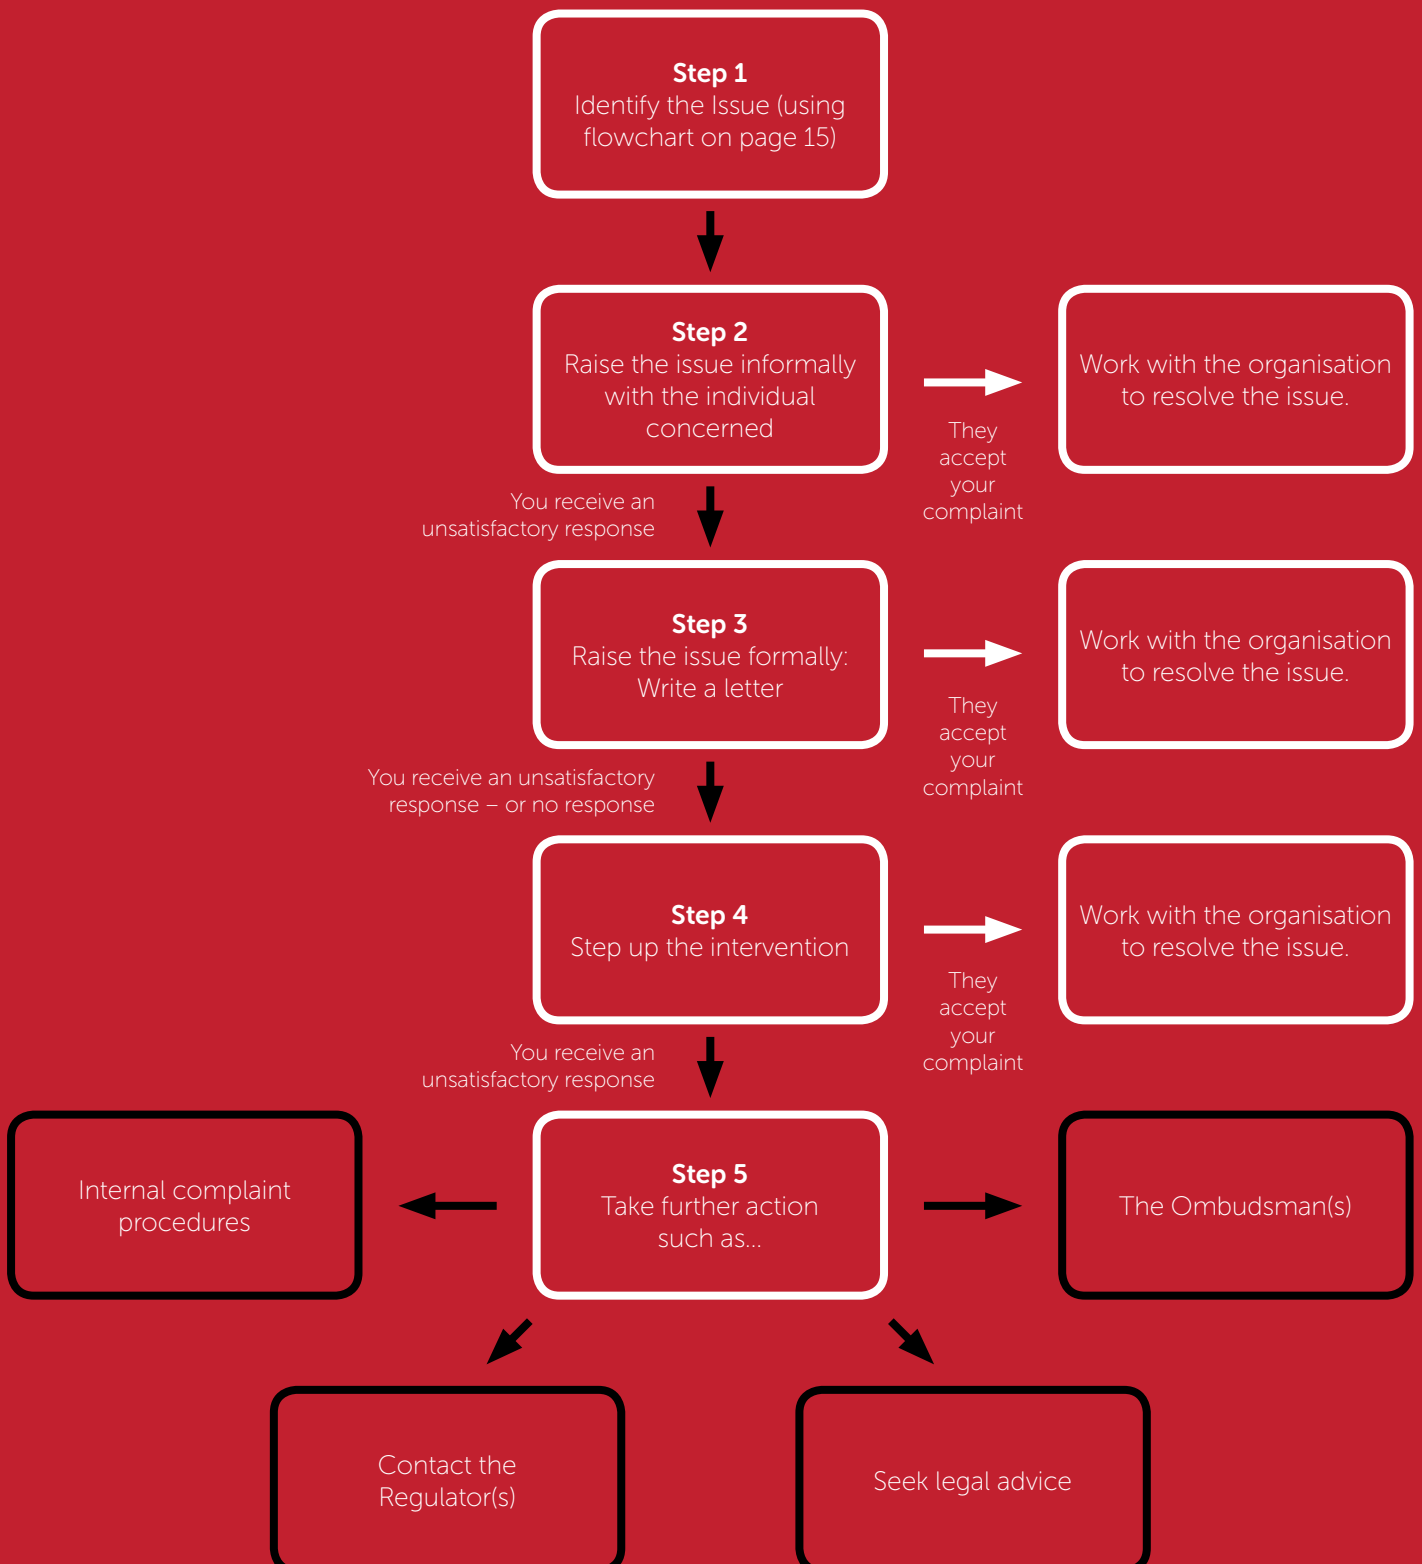 Step 1
Identify the Issue (using
flowchart on page 15)
Step 2
Raise the issue informally
with the individual
concerned
They
accept
your
complaint
Work with the organisation
to resolve the issue.
You receive an
unsatisfactory response
Step 3
Raise the issue formally:
Write a letter
They
accept
your
complaint
Work with the organisation
to resolve the issue.
You receive an unsatisfactory
response – or no response
Step 4
Step up the intervention
They
accept
your
complaint
Work with the organisation
to resolve the issue.
You receive an
unsatisfactory response
Internal complaint
procedures
Step 5
Take further action
such as...
The Ombudsman(s)
Contact the
Regulator(s)
Seek legal advice